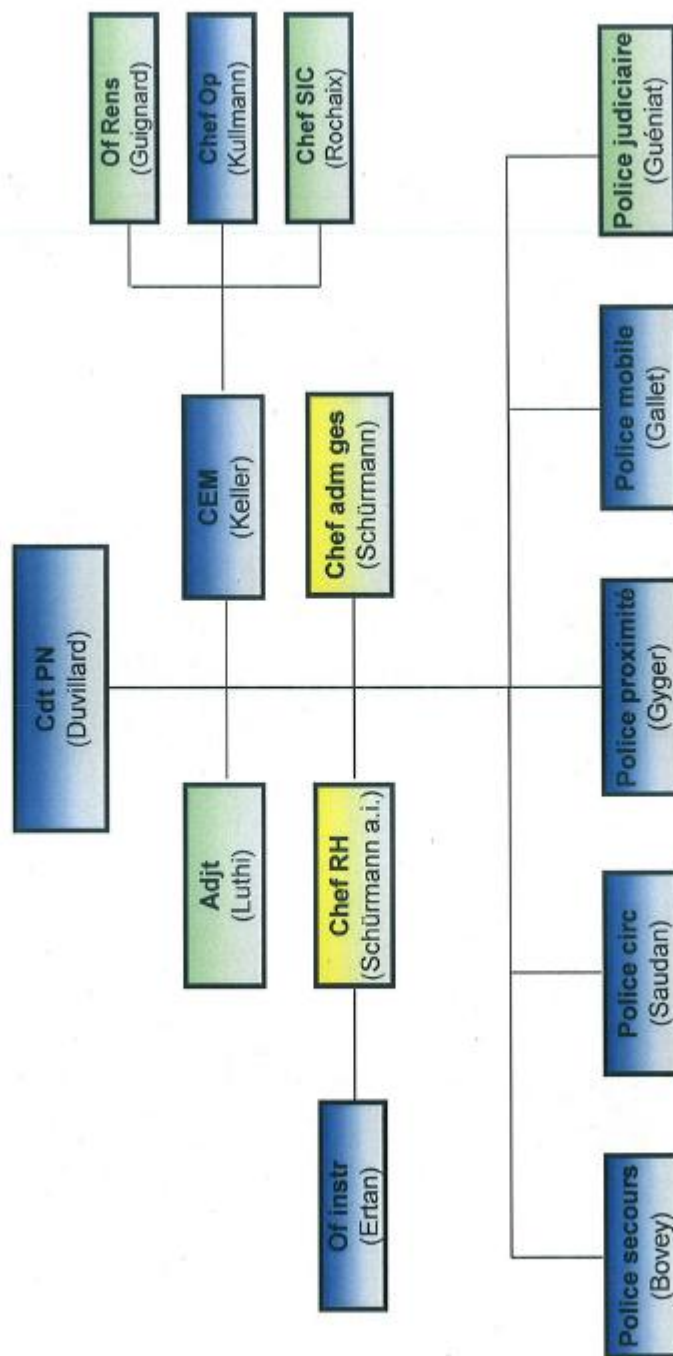 Cdt PN
(Duvillard)
Adjt
(Luthi)
CEM
(Keller)
Of Rens
(Guignard)
Chef Op
(Kullmann)
Chef SIC
(Rochaix)
Of instr
(Ertan)
Chef RH
(Schürmann a.i.)
Chef adm ges
(Schürmann)
Police secours
(Bovey)
Police circ
(Saudan)
Police proximité
(Gyger)
Police mobile
(Gallet)
Police judiciaire
(Guéniat)